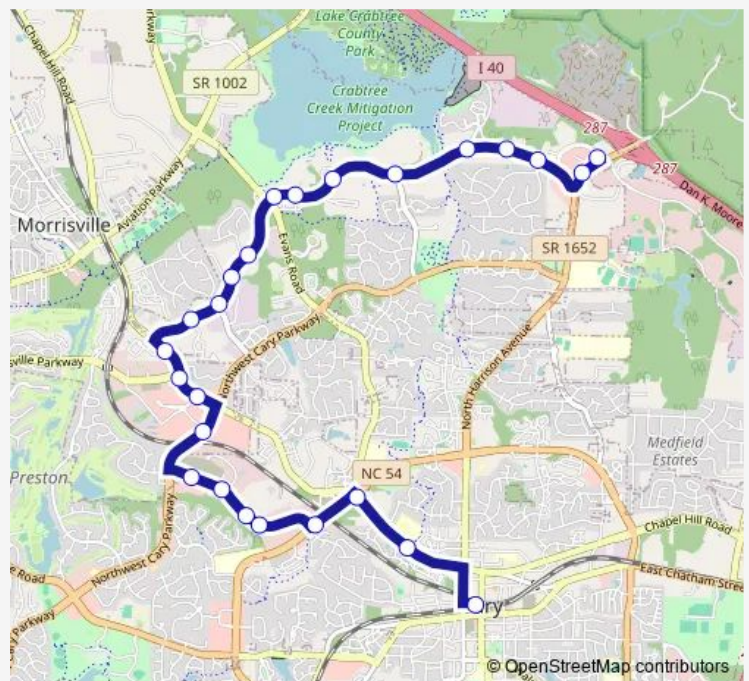 Chapel Hill Road
Parkway
Lake Crabtree
County
Park
SR 1002
I 40
Crabtree
Creek Mitigation
Project
287
287
Dan K. Moore
Aviation Parkway
Morrisville
SR 1652
Evans Road
Northwest Cary Parkway
North Harrison Avenue
sville Parkway
Medfield
Estates
Preston
NC 54
Northwest Cary Parkway
Chapel Hill Road
East Chatham Stree
e Road
Parkway
ry
© OpenStreetMap contributors